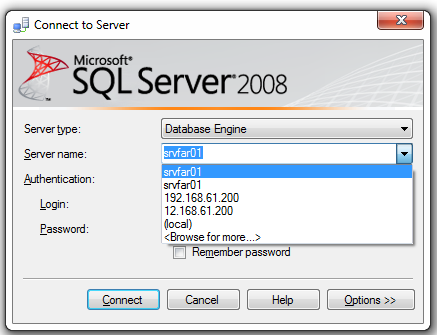 Connect to Server
Microsoft®
SQL Server® 2008
Server type:
Database Engine
Server name:
srvfar01
srvfar01
Authentication:
srvfar01
192.168.61.200
Login:
12.168.61.200
(local)
Password:
<Browse for more...>
Remember password
Connect
Cancel
Help
Options >>